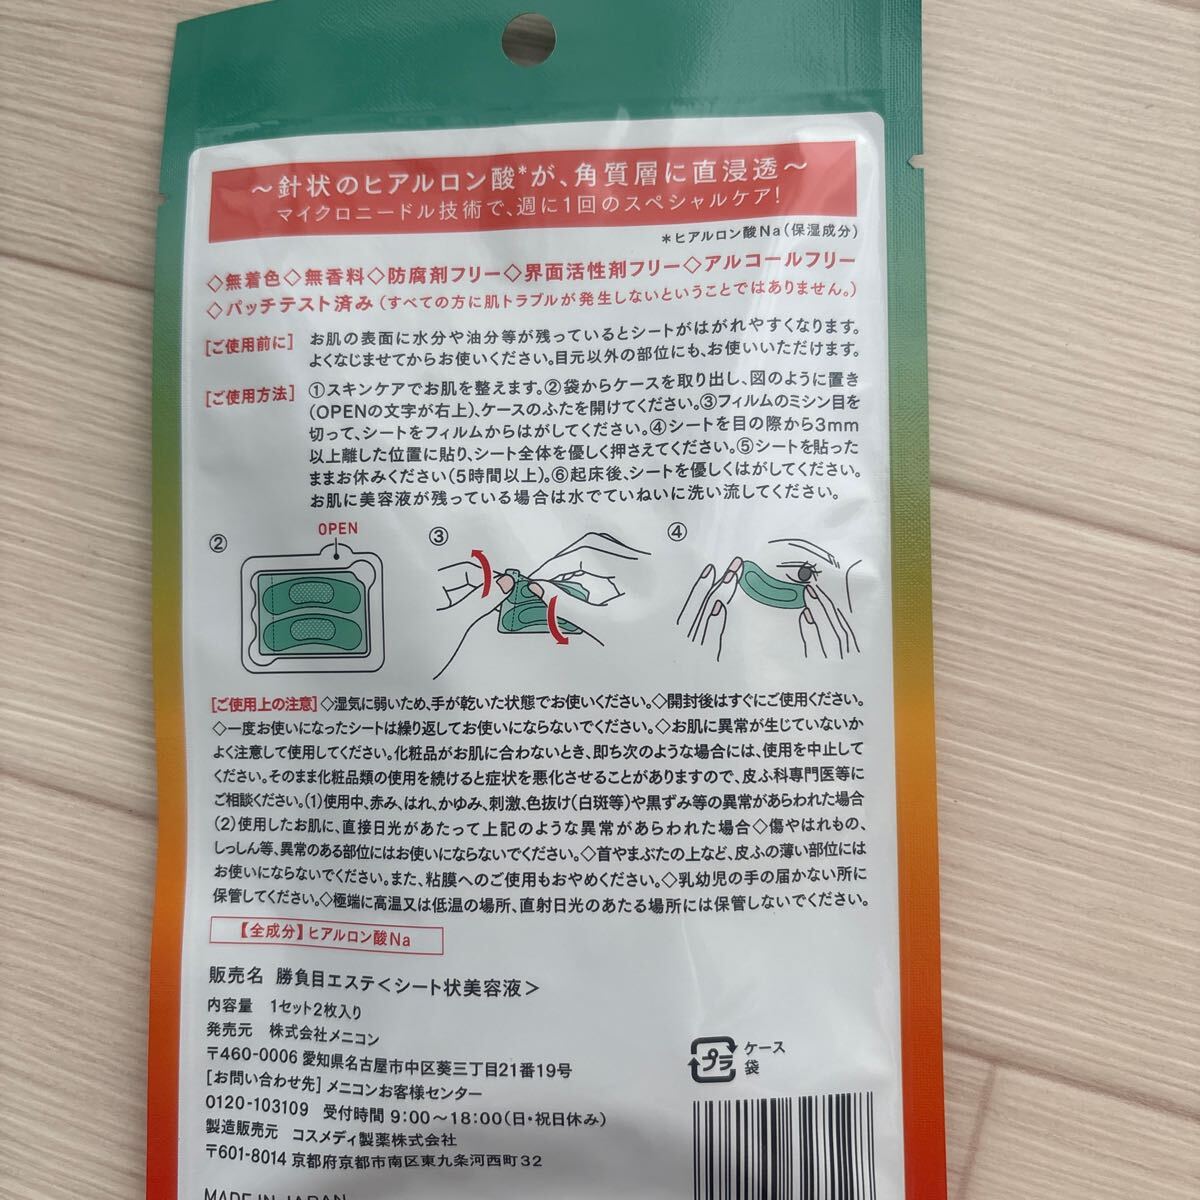 ～針状のヒアルロン酸*が、角質層に直浸透～
マイクロニードル技術で、週に1回のスペシャルケア!
*ヒアルロン酸Na(保湿成分)
◇無着色◇無香料◇防腐剤フリー◇界面活性剤フリー◇アルコールフリー
◇パッチテスト済み(すべての方に肌トラブルが発生しないということではありません。)
[ご使用前に] お肌の表面に水分や油分等が残っているとシートがはがれやすくなります。
よくなじませてからお使いください。目元以外の部位にも、お使いいただけます。
[ご使用方法] ①スキンケアでお肌を整えます。②袋からケースを取り出し、図のように置き
(OPENの文字が右上)、ケースのふたを開けてください。③フィルムのミシン目を
切って、シートをフィルムからはがしてください。④シートを目の際から3mm
以上離した位置に貼り、シート全体を優しく押さえてください。⑤シートを貼った
ままお休みください(5時間以上)。⑥起床後、シートを優しくはがしてください。
お肌に美容液が残っている場合は水でていねいに洗い流してください。
② OPEN ③ ④
[ご使用上の注意]◇湿気に弱いため、手が乾いた状態でお使いください。◇開封後はすぐにご使用ください。
◇一度お使いになったシートは繰り返してお使いにならないでください。◇お肌に異常が生じていないか
よく注意して使用してください。化粧品がお肌に合わないとき、即ち次のような場合には、使用を中止して
ください。そのまま化粧品類の使用を続けると症状を悪化させることがありますので、皮ふ科専門医等に
ご相談ください。(1)使用中、赤み、はれ、かゆみ、刺激、色抜け(白斑等)や黒ずみ等の異常があらわれた場合
(2)使用したお肌に、直接日光があたって上記のような異常があらわれた場合◇傷やはれもの、
しっしん等、異常のある部位にはお使いにならないでください。◇首やまぶたの上など、皮ふの薄い部位には
お使いにならないでください。また、粘膜へのご使用もおやめください。◇乳幼児の手の届かない所に
保管してください。◇極端に高温又は低温の場所、直射日光のあたる場所には保管しないでください。
【全成分】ヒアルロン酸Na
販売名 勝負目エステ<シート状美容液>
内容量 1セット2枚入り
発売元 株式会社メニコン
〒460-0006 愛知県名古屋市中区葵三丁目21番19号
[お問い合わせ先] メニコンお客様センター
0120-103109 受付時間 9:00～18:00(日・祝日休み)
製造販売元 コスメディ製薬株式会社
〒601-8014 京都府京都市南区東九条河西町32
MADE IN JAPAN
プラ ケース
袋